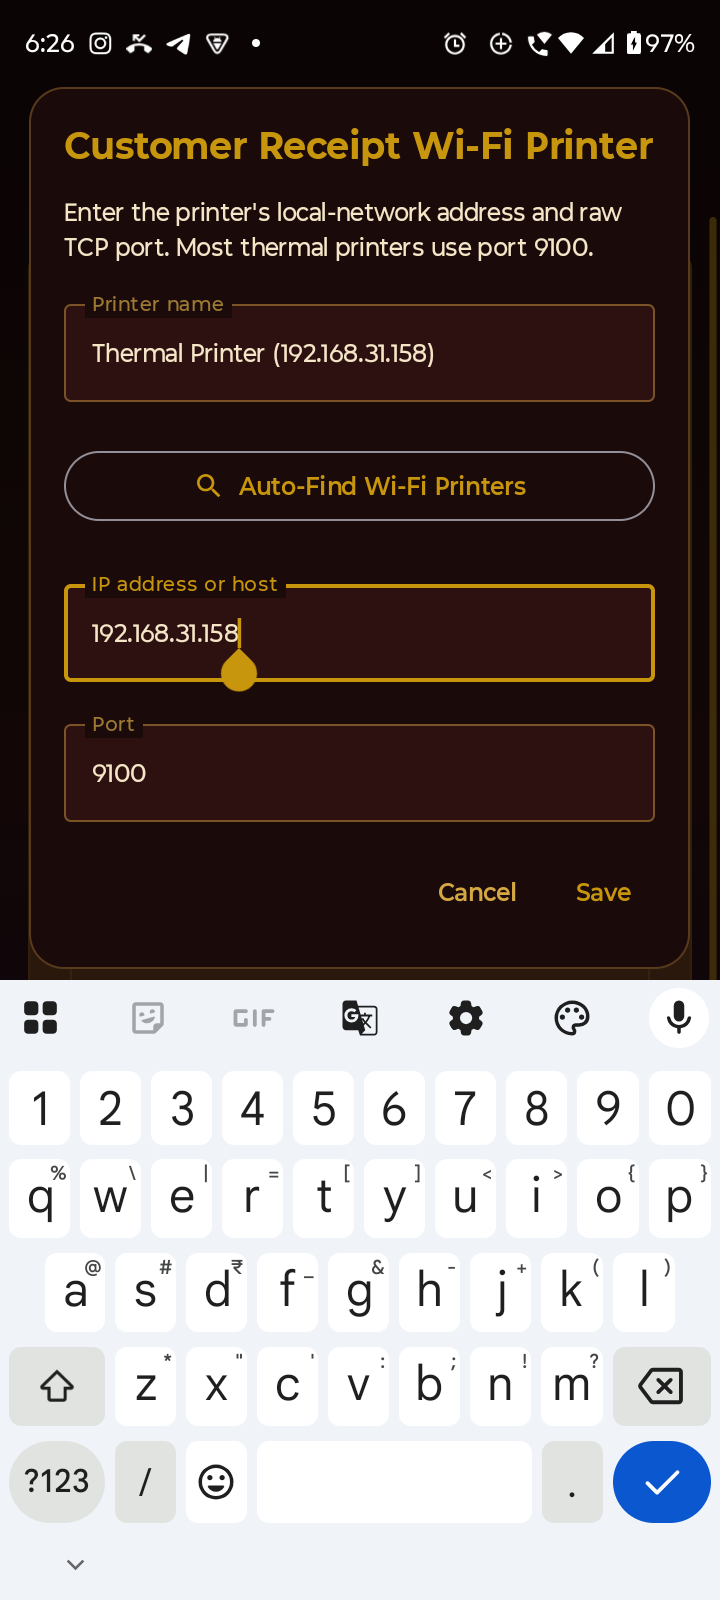 6:26
97%
Customer Receipt Wi-Fi Printer
Enter the printer's local-network address and raw
TCP port. Most thermal printers use port 9100.
Printer name
Thermal Printer (192.168.31.158)
Auto-Find Wi-Fi Printers
IP address or host
192.168.31.158
Port
9100
Cancel Save
GIF G 文
1 2 3 4 5 6 7 8 9 0
% \ | = [ ] < > { }
q w e r t y u i o p
@ # ₹ _ & - + ( )
a s d f g h j k l
* " ' : ; ! ?
z x c v b n m
?123 / .